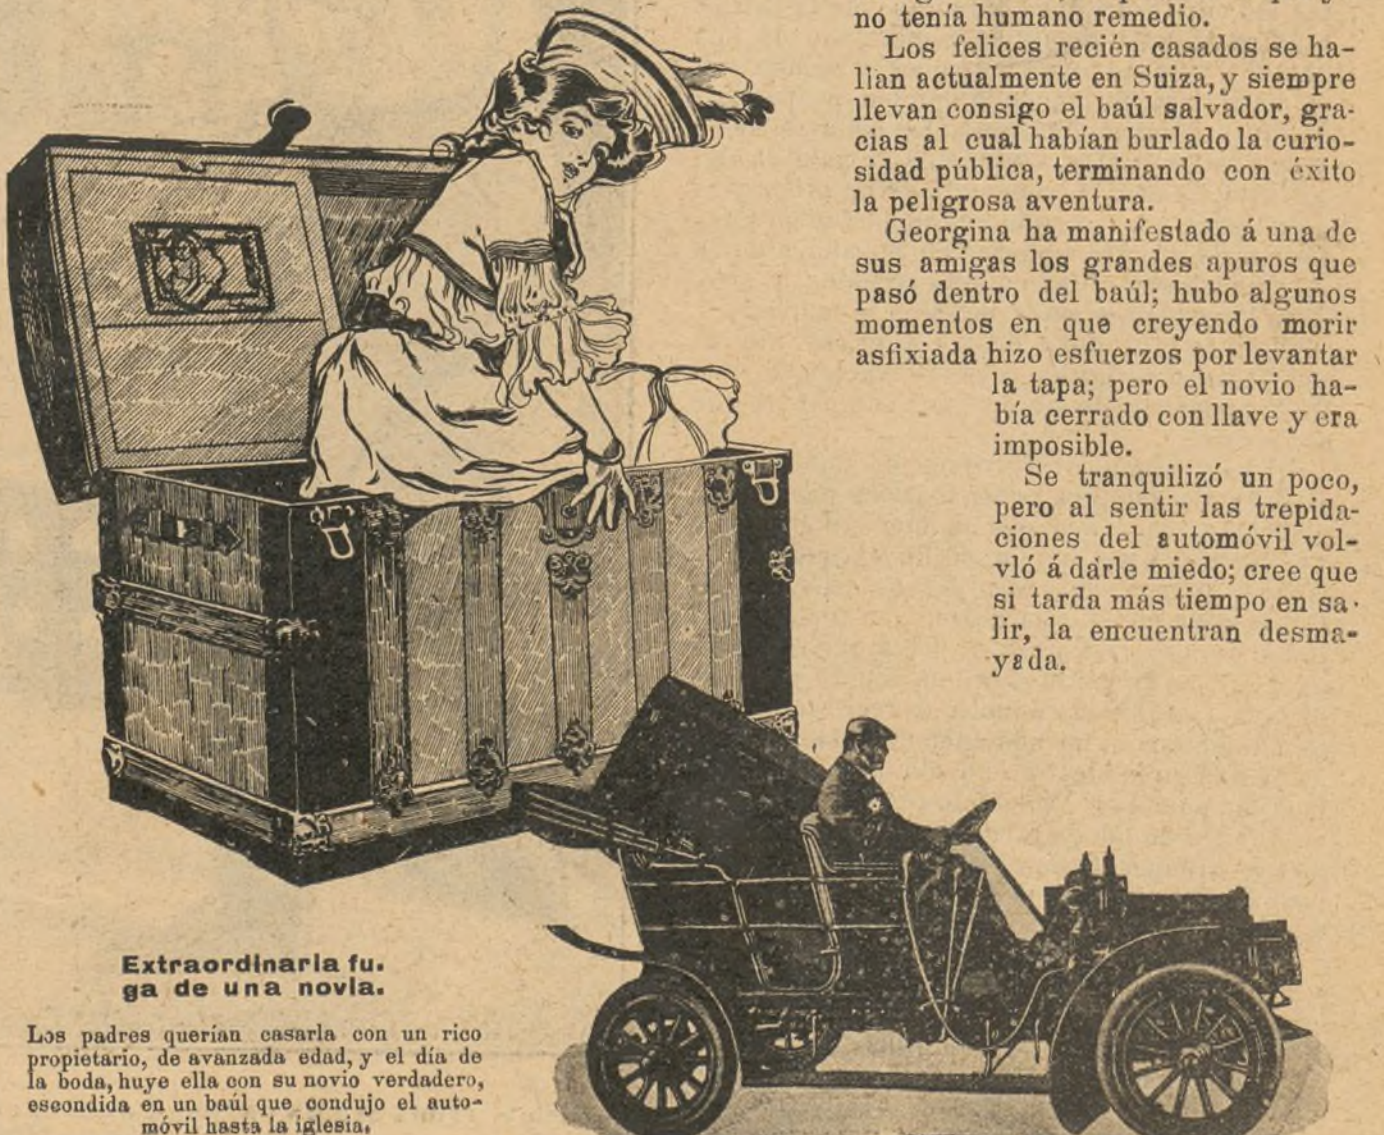 no tenía humano remedio.
Los felices recién casados se ha-
llan actualmente en Suiza, y siempre
llevan consigo el baúl salvador, gra-
cias al cual habían burlado la curio-
sidad pública, terminando con éxito
la peligrosa aventura.
Georgina ha manifestado á una de
sus amigas los grandes apuros que
pasó dentro del baúl; hubo algunos
momentos en que creyendo morir
asfixiada hizo esfuerzos por levantar
la tapa; pero el novio ha-
bía cerrado con llave y era
imposible.
Se tranquilizó un poco,
pero al sentir las trepida-
ciones del automóvil vol-
vló á darle miedo; cree que
si tarda más tiempo en sa-
lir, la encuentran desma-
yada.
Extraordinaria fu.
ga de una novia.
Los padres querían casarla con un rico
propietario, de avanzada edad, y el día de
la boda, huye ella con su novio verdadero,
escondida en un baúl que condujo el auto-
móvil hasta la iglesia.